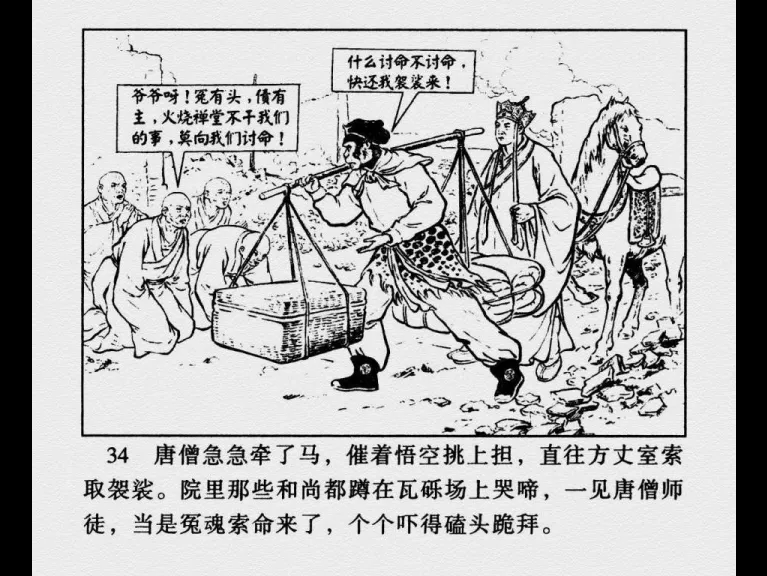 爷爷呀！冤有头，债有
主，火烧禅堂不干我们
的事，莫向我们讨命！
什么讨命不讨命，
快还我袈裟来！
34 唐僧急急牵了马，催着悟空挑上担，直往方丈室索
取袈裟。院里那些和尚都蹲在瓦砾场上哭啼，一见唐僧师
徒，当是冤魂索命来了，个个吓得磕头跪拜。